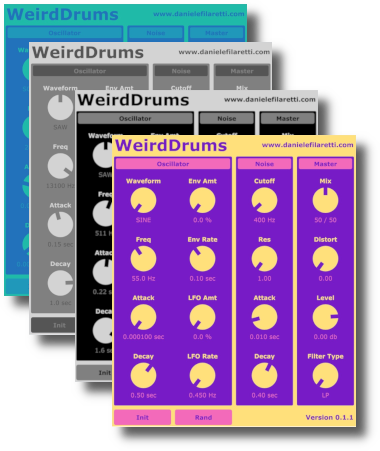 WeirdDrums www.danielefilaretti.com
Oscillator Noise Master
WeirdDrums www.danielefilaretti.com
Oscillator Noise Master
Waveform Env Amt Cutoff Mix
SAW
Freq
Attack
0.15 sec
Decay
1.0 sec
Init
WeirdDrums www.danielefilaretti.com
Oscillator Noise Master
Waveform Env Amt Cutoff Mix
SAW
Freq
511 H
Attack
0.22 sec
Decay
1.6 se
Init
WeirdDrums www.danielefilaretti.com
Oscillator Noise Master
Waveform Env Amt Cutoff Mix
SINE 0.0 % 400 Hz 50 / 50
Freq Env Rate Res Distort
55.0 Hz 0.10 sec 1.00 0.00
Attack LFO Amt Attack Level
0.000100 sec 0.0 % 0.010 sec 0.00 db
Decay LFO Rate Decay Filter Type
0.50 sec 0.450 Hz 0.40 sec LP
Init Rand Version 0.1.1